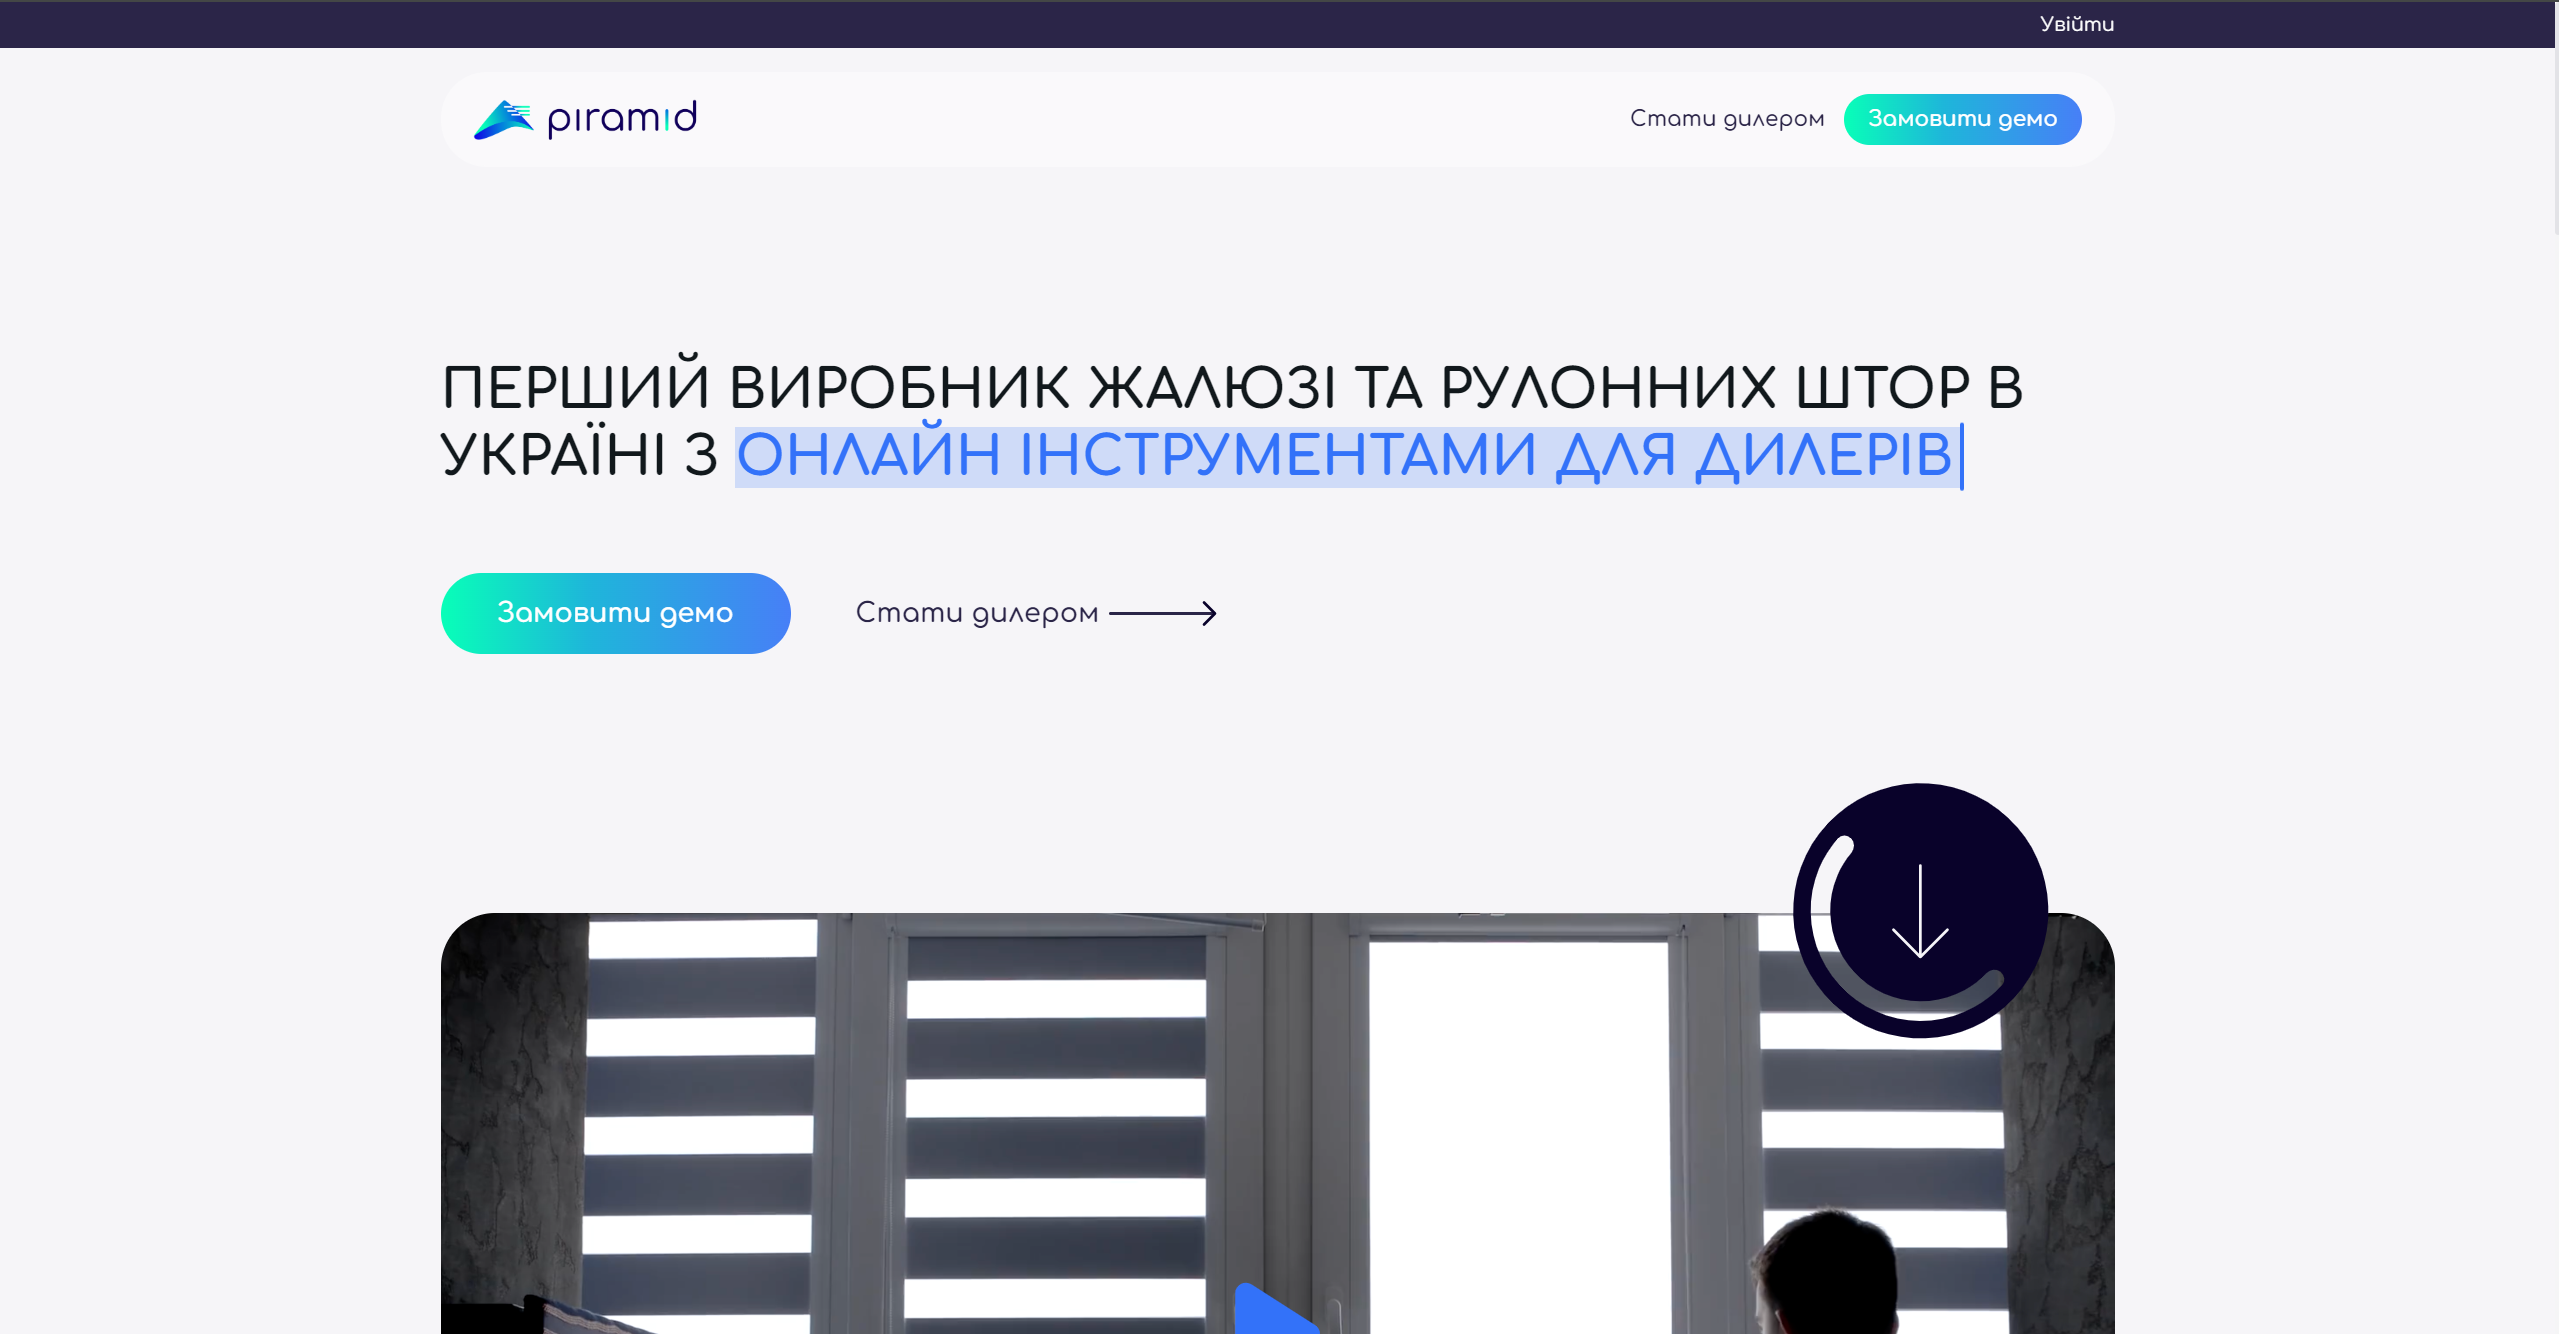 Увійти
piramid
Стати дилером
Замовити демо
ПЕРШИЙ ВИРОБНИК ЖАЛЮЗІ ТА РУЛОННИХ ШТОР В
УКРАЇНІ З ОНЛАЙН ІНСТРУМЕНТАМИ ДЛЯ ДИЛЕРІВ
Замовити демо
Стати дилером